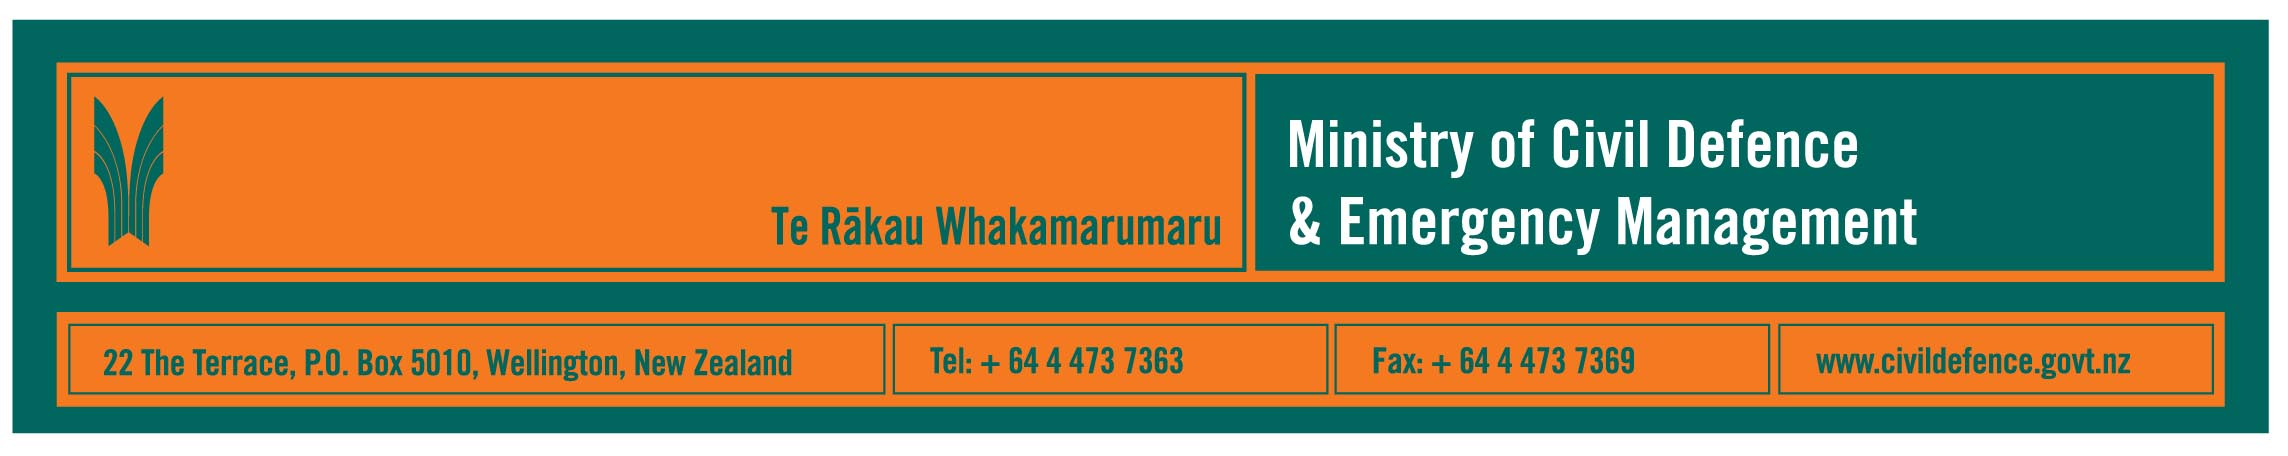 Te Rākau Whakamarumaru
Ministry of Civil Defence
& Emergency Management
22 The Terrace, P.O. Box 5010, Wellington, New Zealand
Tel: + 64 4 473 7363
Fax: + 64 4 473 7369
www.civildefence.govt.nz